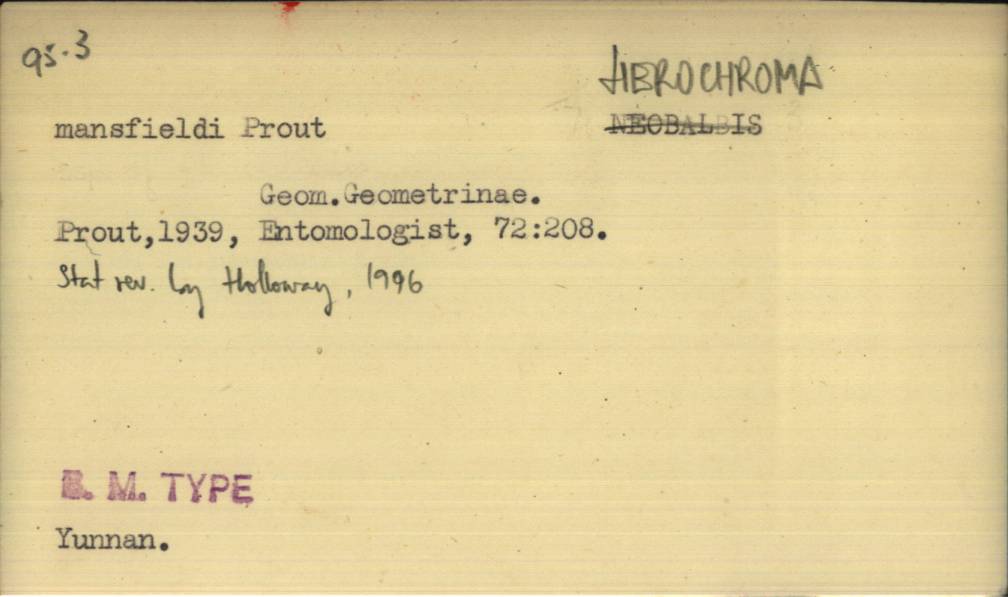 95.3
HEROCHROMA
mansfieldi Prout NEOBALBIS
Geom.Geometrinae.
Prout,1939, Entomologist, 72:208.
Stat rev. by Holloway, 1996
B. M. TYPE
Yunnan.